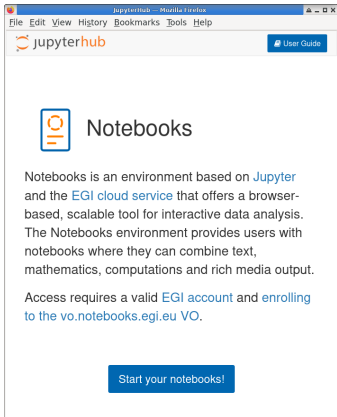 JupyterHub — Mozilla Firefox
File Edit View History Bookmarks Tools Help
jupyterhub
User Guide
Notebooks
Notebooks is an environment based on Jupyter
and the EGI cloud service that offers a browser-
based, scalable tool for interactive data analysis.
The Notebooks environment provides users with
notebooks where they can combine text,
mathematics, computations and rich media output.
Access requires a valid EGI account and enrolling
to the vo.notebooks.egi.eu VO.
Start your notebooks!